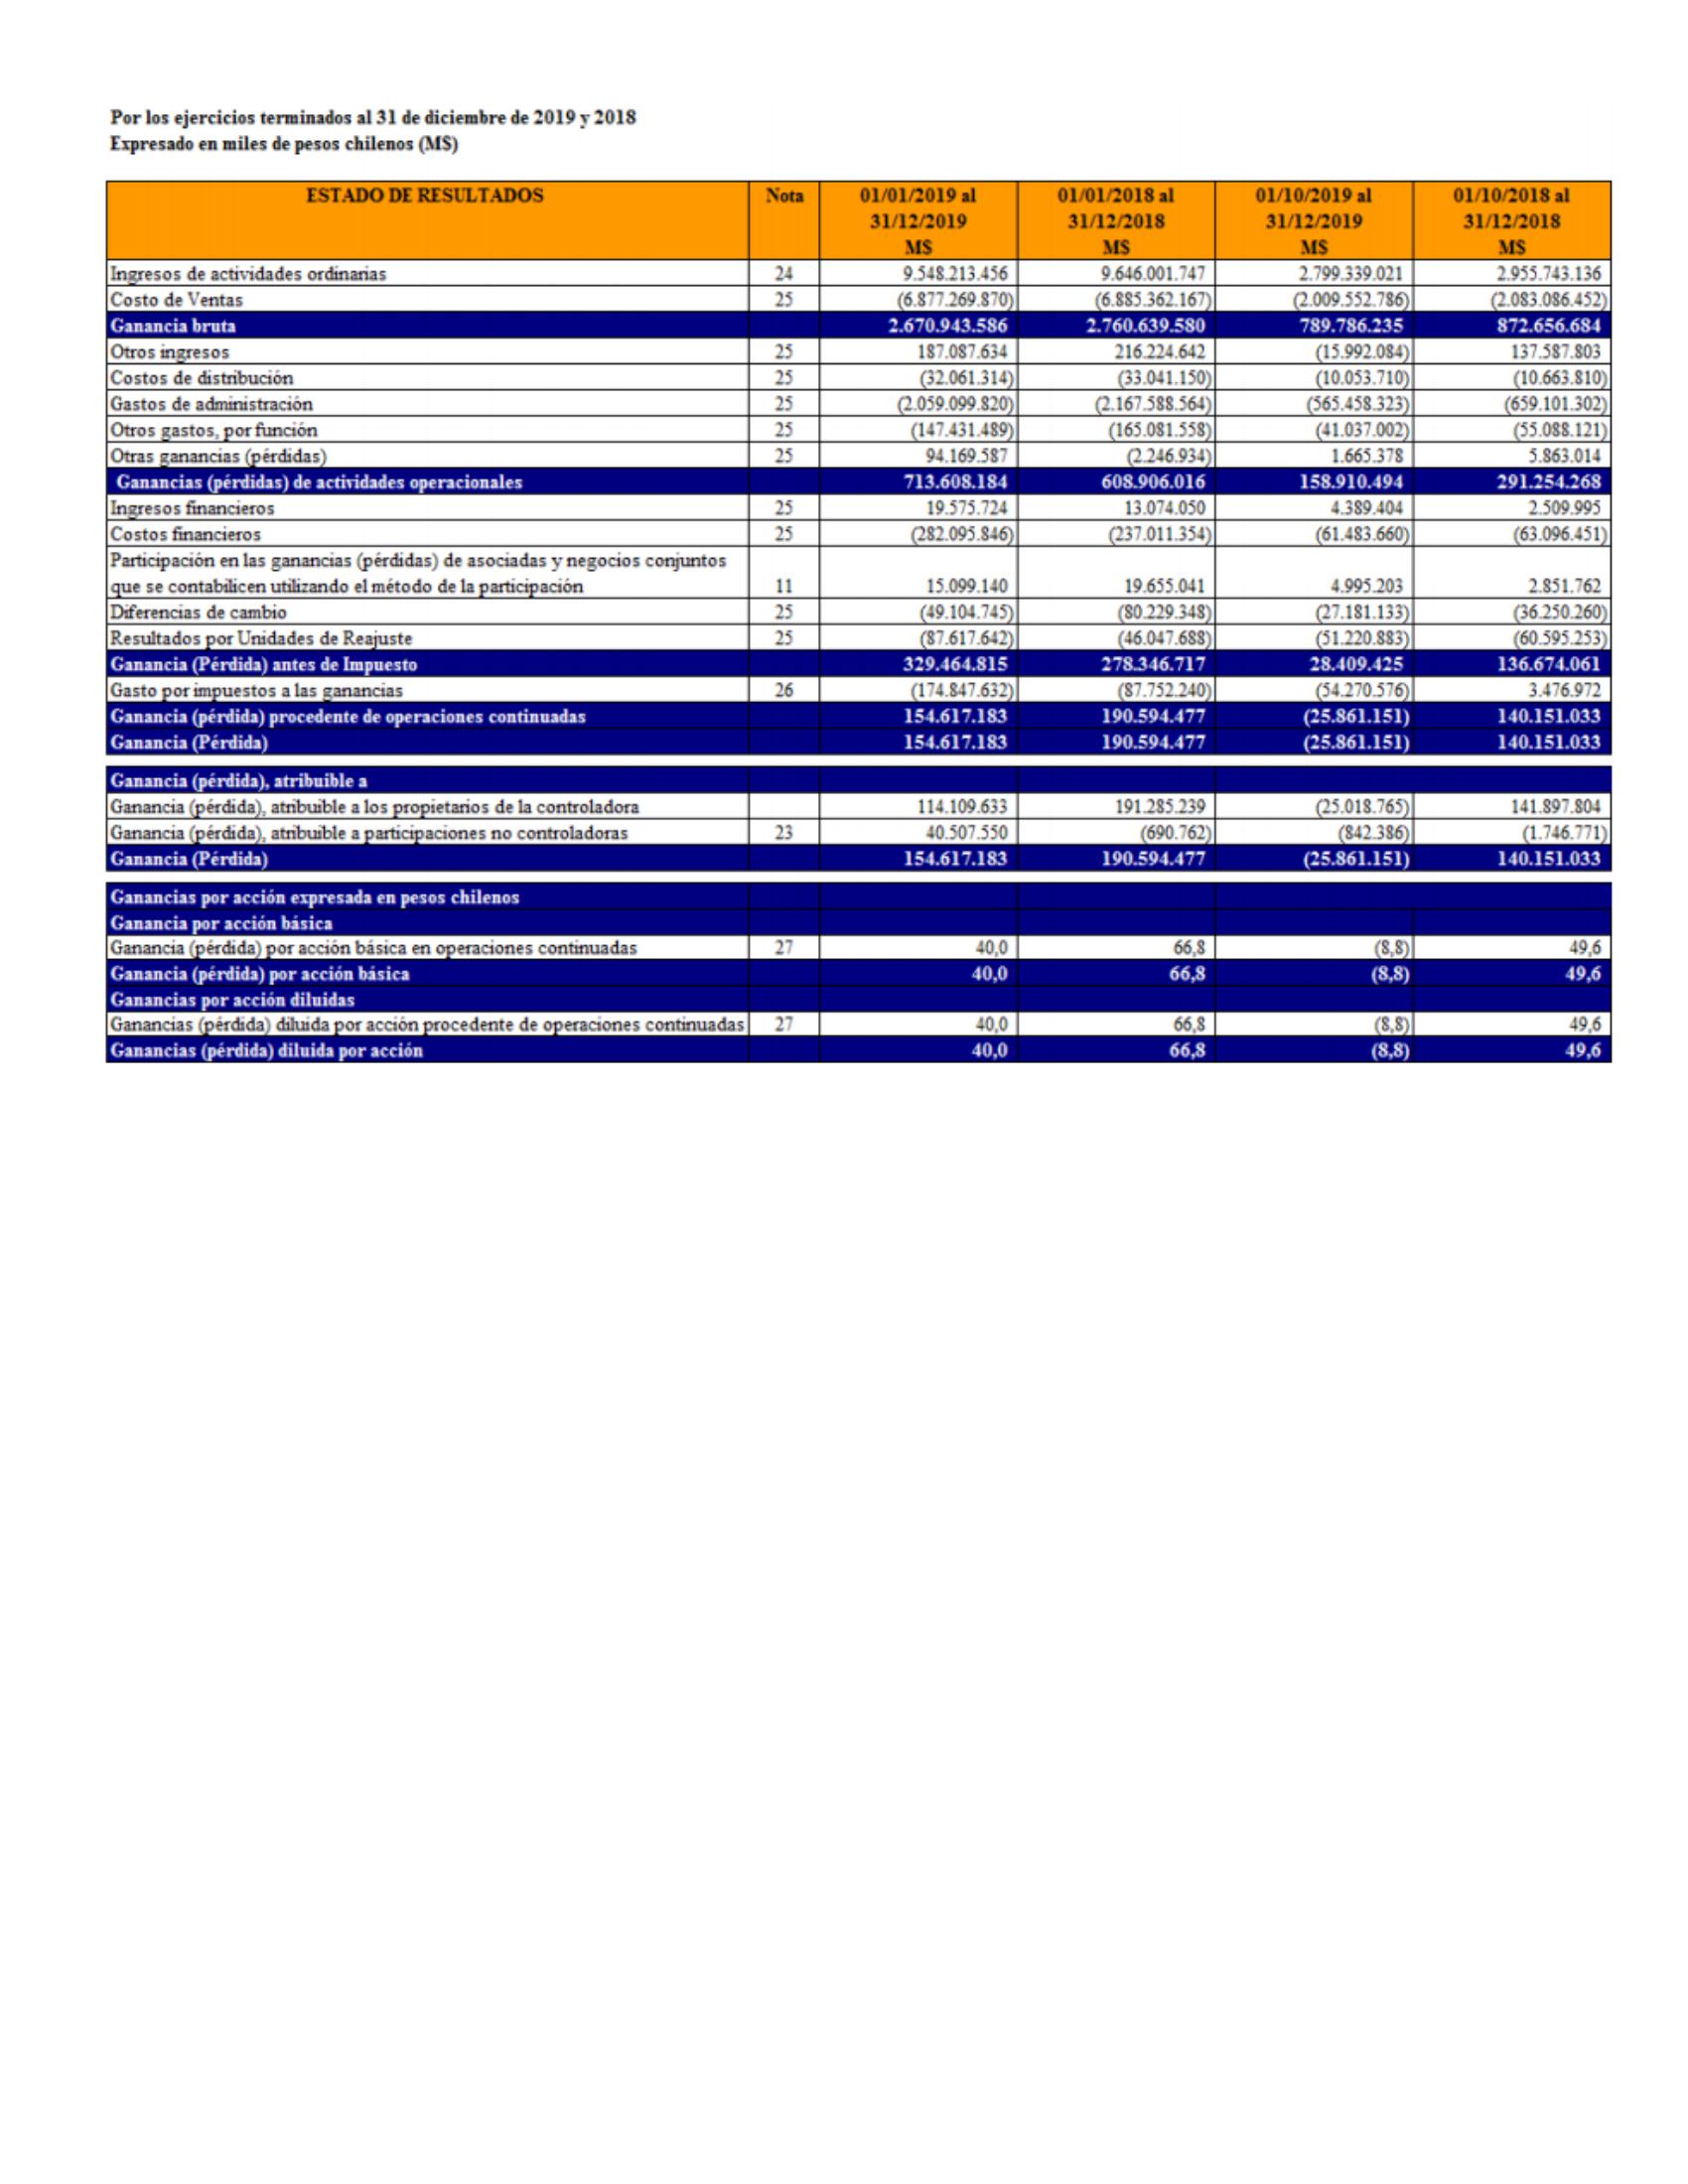 Por los ejercicios terminados al 31 de diciembre de 2019 y 2018
Expresado en miles de pesos chilenos (M$)
ESTADO DE RESULTADOS Nota 01/01/2019 al 31/12/2019 M$ 01/01/2018 al 31/12/2018 M$ 01/10/2019 al 31/12/2019 M$ 01/10/2018 al 31/12/2018 M$
Ingresos de actividades ordinarias 24 9.548.213.456 9.646.001.747 2.799.339.021 2.955.743.136
Costo de Ventas 25 (6.877.269.870) (6.885.362.167) (2.009.552.786) (2.083.086.452)
Ganancia bruta 2.670.943.586 2.760.639.580 789.786.235 872.656.684
Otros ingresos 25 187.087.634 216.224.642 (15.992.084) 137.587.803
Costos de distribución 25 (32.061.314) (33.041.150) (10.053.710) (10.663.810)
Gastos de administración 25 (2.059.099.820) (2.167.588.564) (565.458.323) (659.101.302)
Otros gastos, por función 25 (147.431.489) (165.081.558) (41.037.002) (55.088.121)
Otras ganancias (pérdidas) 25 94.169.587 (2.246.934) 1.665.378 5.863.014
Ganancias (pérdidas) de actividades operacionales 713.608.184 608.906.016 158.910.494 291.254.268
Ingresos financieros 25 19.575.724 13.074.050 4.389.404 2.509.995
Costos financieros 25 (282.095.846) (237.011.354) (61.483.660) (63.096.451)
Participación en las ganancias (pérdidas) de asociadas y negocios conjuntos
que se contabilicen utilizando el método de la participación 11 15.099.140 19.655.041 4.995.203 2.851.762
Diferencias de cambio 25 (49.104.745) (80.229.348) (27.181.133) (36.250.260)
Resultados por Unidades de Reajuste 25 (87.617.642) (46.047.688) (51.220.883) (60.595.253)
Ganancia (Pérdida) antes de Impuesto 329.464.815 278.346.717 28.409.425 136.674.061
Gasto por impuestos a las ganancias 26 (174.847.632) (87.752.240) (54.270.576) 3.476.972
Ganancia (pérdida) procedente de operaciones continuadas 154.617.183 190.594.477 (25.861.151) 140.151.033
Ganancia (Pérdida) 154.617.183 190.594.477 (25.861.151) 140.151.033
Ganancia (pérdida), atribuible a
Ganancia (pérdida), atribuible a los propietarios de la controladora 114.109.633 191.285.239 (25.018.765) 141.897.804
Ganancia (pérdida), atribuible a participaciones no controladoras 23 40.507.550 (690.762) (842.386) (1.746.771)
Ganancia (Pérdida) 154.617.183 190.594.477 (25.861.151) 140.151.033
Ganancias por acción expresada en pesos chilenos
Ganancia por acción básica
Ganancia (pérdida) por acción básica en operaciones continuadas 27 40,0 66,8 (8,8) 49,6
Ganancia (pérdida) por acción básica 40,0 66,8 (8,8) 49,6
Ganancias por acción diluidas
Ganancias (pérdida) diluida por acción procedente de operaciones continuadas 27 40,0 66,8 (8,8) 49,6
Ganancias (pérdida) diluida por acción 40,0 66,8 (8,8) 49,6